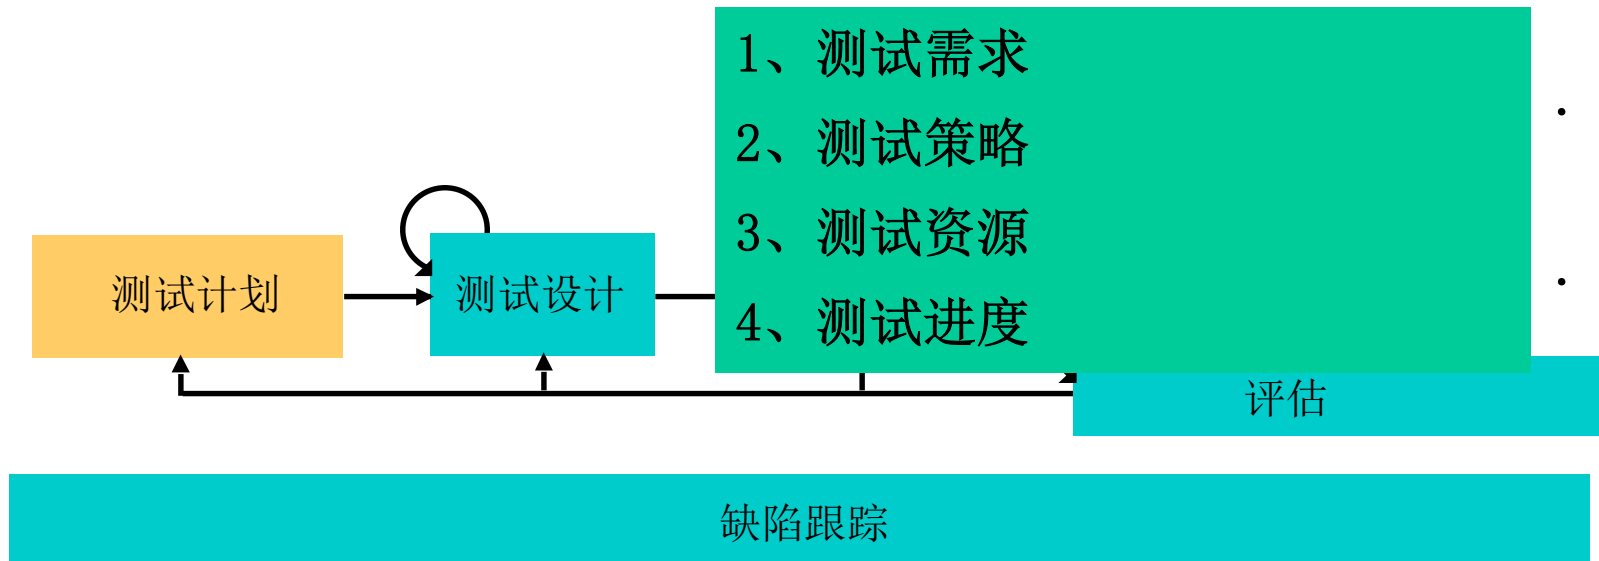 1、测试需求
2、测试策略
3、测试资源
4、测试进度
测试计划
测试设计
评估
缺陷跟踪